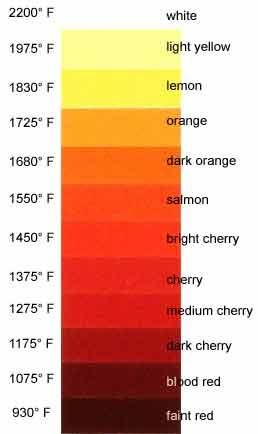 2200° F white
1975° F light yellow
1830° F lemon
1725° F orange
1680° F dark orange
1550° F salmon
1450° F bright cherry
1375° F cherry
1275° F medium cherry
1175° F dark cherry
1075° F blood red
930° F faint red